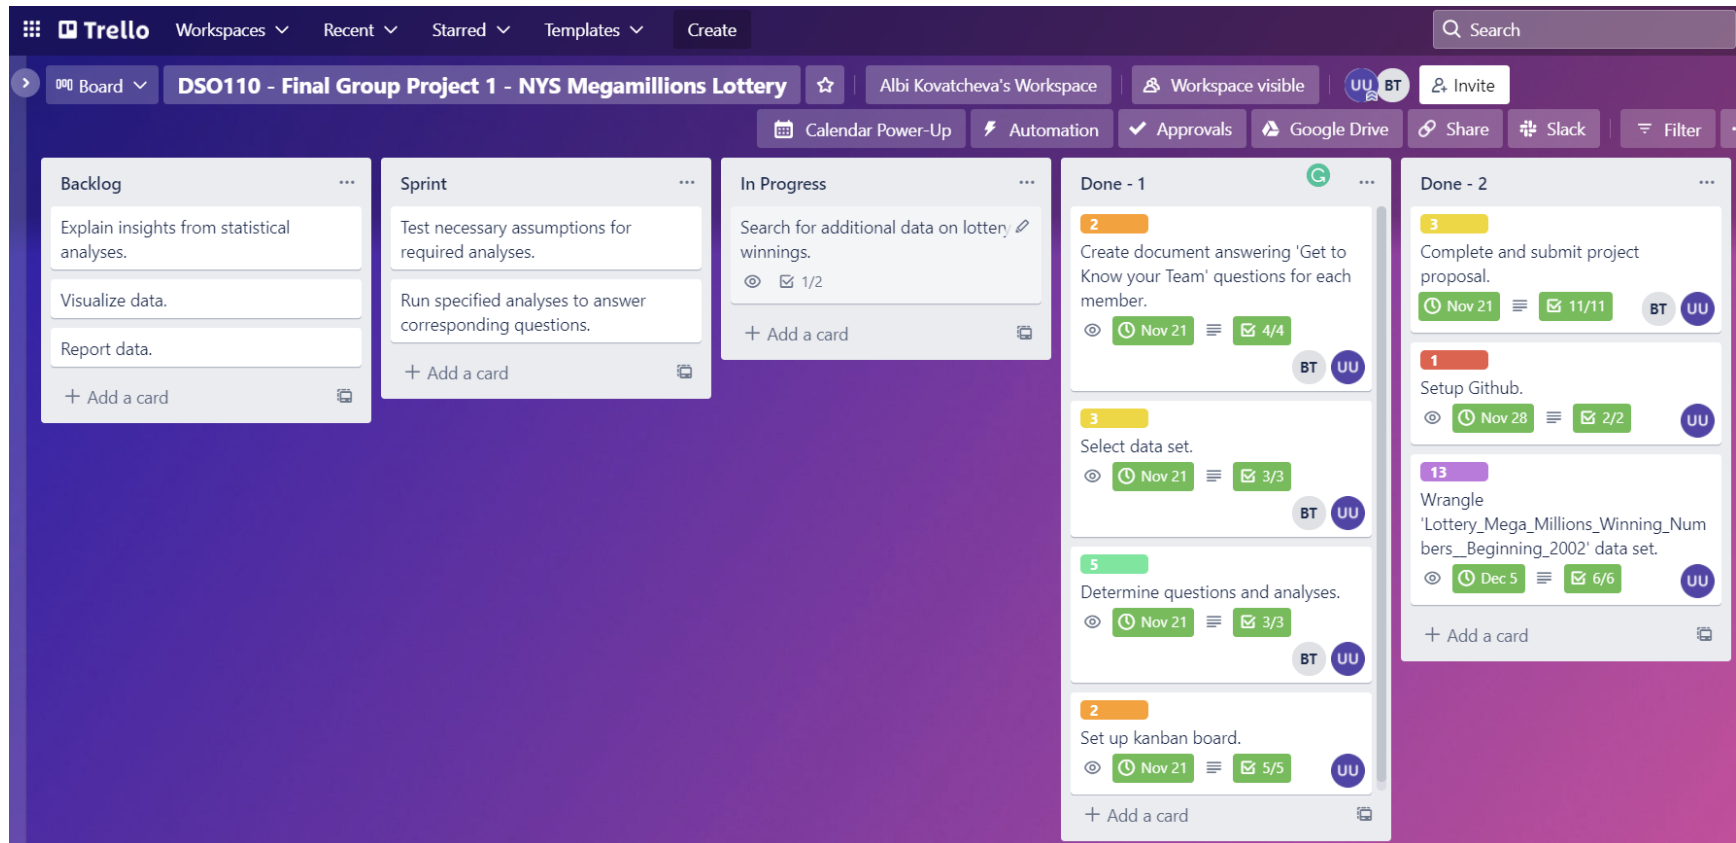 Trello Workspaces Recent Starred Templates Create Search
Board DSO110 - Final Group Project 1 - NYS Megamillions Lottery Albi Kovatcheva's Workspace Workspace visible UU BT Invite
Calendar Power-Up Automation Approvals Google Drive Share Slack Filter
Backlog
Explain insights from statistical
analyses.
Visualize data.
Report data.
+ Add a card
Sprint
Test necessary assumptions for
required analyses.
Run specified analyses to answer
corresponding questions.
+ Add a card
In Progress
Search for additional data on lottery
winnings.
1/2
+ Add a card
Done - 1
G
2
Create document answering 'Get to
Know your Team' questions for each
member.
Nov 21 4/4
BT UU
3
Select data set.
Nov 21 3/3
BT UU
5
Determine questions and analyses.
Nov 21 3/3
BT UU
2
Set up kanban board.
Nov 21 5/5
UU
+ Add a card
Done - 2
3
Complete and submit project
proposal.
Nov 21 11/11 BT UU
1
Setup Github.
Nov 28 2/2 UU
13
Wrangle
'Lottery_Mega_Millions_Winning_Num
bers__Beginning_2002' data set.
Dec 5 6/6 UU
+ Add a card